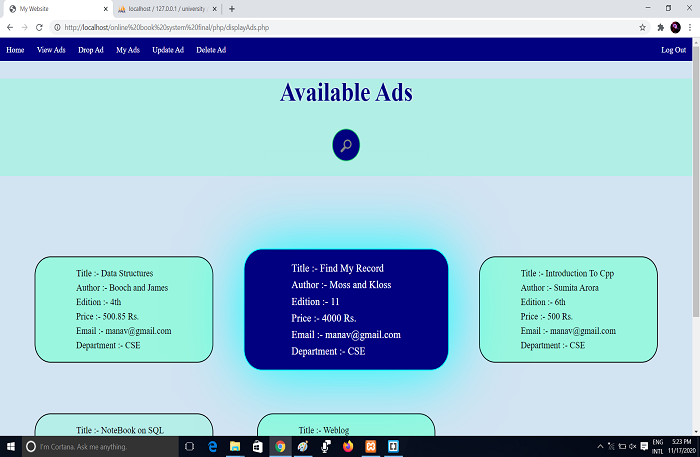 My Website
localhost / 127.0.0.1 / university
http://localhost/online%20book%20system%20final/php/displayAds.php
Home View Ads Drop Ad My Ads Update Ad Delete Ad Log Out
Available Ads
Title :- Data Structures
Author :- Booch and James
Edition :- 4th
Price :- 500.85 Rs.
Email :- manav@gmail.com
Department :- CSE
Title :- Find My Record
Author :- Moss and Kloss
Edition :- 11
Price :- 4000 Rs.
Email :- manav@gmail.com
Department :- CSE
Title :- Introduction To Cpp
Author :- Sumita Arora
Edition :- 6th
Price :- 500 Rs.
Email :- manav@gmail.com
Department :- CSE
Title :- NoteBook on SQL
Title :- Weblog
I'm Cortana. Ask me anything.
ENG
INTL
5:23 PM
11/17/2020